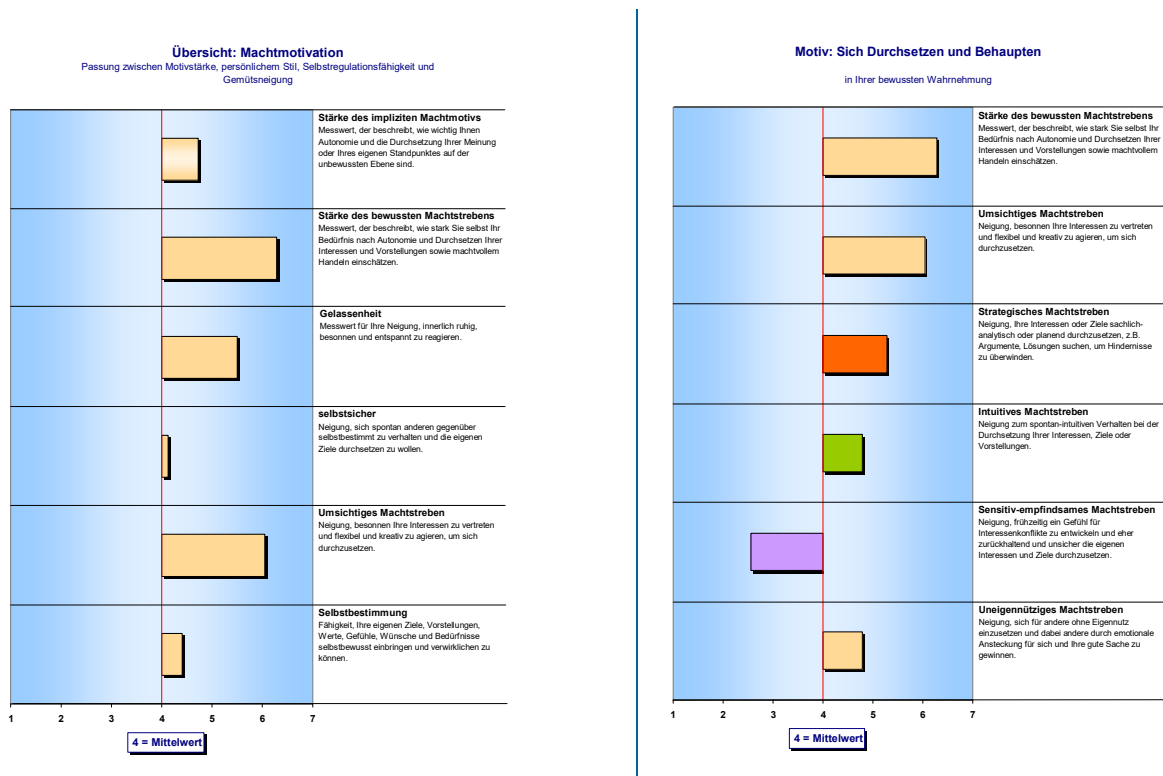 Übersicht: Machtmotivation
Passung zwischen Motivstärke, persönlichem Stil, Selbstregulationsfähigkeit und
Gemütsneigung
Stärke des impliziten Machtmotivs
Messwert, der beschreibt, wie wichtig Ihnen
Autonomie und die Durchsetzung Ihrer Meinung
oder Ihres eigenen Standpunktes auf der
unbewussten Ebene sind.
Stärke des bewussten Machtstrebens
Messwert, der beschreibt, wie stark Sie selbst Ihr
Bedürfnis nach Autonomie und Durchsetzen Ihrer
Interessen und Vorstellungen sowie machtvollem
Handeln einschätzen.
Gelassenheit
Messwert für Ihre Neigung, innerlich ruhig,
besonnen und entspannt zu reagieren.
selbstsicher
Neigung, sich spontan anderen gegenüber
selbstbestimmt zu verhalten und die eigenen
Ziele durchsetzen zu wollen.
Umsichtiges Machtstreben
Neigung, besonnen Ihre Interessen zu vertreten
und flexibel und kreativ zu agieren, um sich
durchzusetzen.
Selbstbestimmung
Fähigkeit, Ihre eigenen Ziele, Vorstellungen,
Werte, Gefühle, Wünsche und Bedürfnisse
selbstbewusst einbringen und verwirklichen zu
können.
1 2 3 4 5 6 7
4 = Mittelwert
Motiv: Sich Durchsetzen und Behaupten
in Ihrer bewussten Wahrnehmung
Stärke des bewussten Machtstrebens
Messwert, der beschreibt, wie stark Sie selbst Ihr
Bedürfnis nach Autonomie und Durchsetzen Ihrer
Interessen und Vorstellungen sowie machtvollem
Handeln einschätzen.
Umsichtiges Machtstreben
Neigung, besonnen Ihre Interessen zu vertreten
und flexibel und kreativ zu agieren, um sich
durchzusetzen.
Strategisches Machtstreben
Neigung, Ihre Interessen oder Ziele sachlich-
analytisch oder planend durchzusetzen, z.B.
Argumente, Lösungen suchen, um Hindernisse
zu überwinden.
Intuitives Machtstreben
Neigung zum spontan-intuitiven Verhalten bei der
Durchsetzung Ihrer Interessen, Ziele oder
Vorstellungen.
Sensitiv-empfindsames Machtstreben
Neigung, frühzeitig ein Gefühl für
Interessenkonflikte zu entwickeln und eher
zurückhaltend und unsicher die eigenen
Interessen und Ziele durchzusetzen.
Uneigennütziges Machtstreben
Neigung, sich für andere ohne Eigennutz
einzusetzen und dabei andere durch emotionale
Ansteckung für sich und Ihre gute Sache zu
gewinnen.
1 2 3 4 5 6 7
4 = Mittelwert